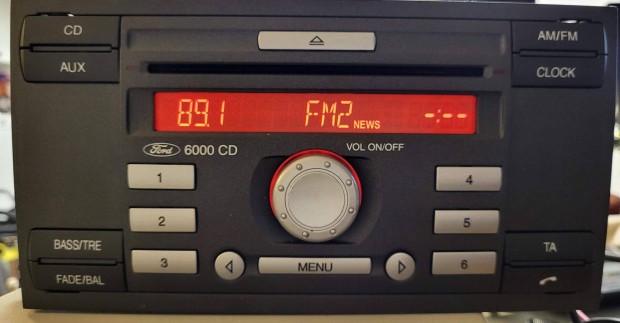 CD
AM/FM
AUX
CLOCK
89.1 FM2 NEWS -:--
Ford 6000 CD
VOL ON/OFF
1
4
2
5
BASS/TRE
TA
3
6
FADE/BAL
MENU